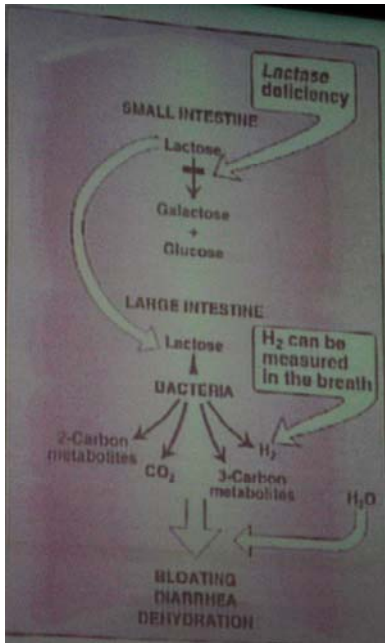 Lactase
deficiency
SMALL INTESTINE
Lactose
Galactose
+
Glucose
LARGE INTESTINE
Lactose
H₂ can be
measured
in the breath
BACTERIA
2-Carbon
metabolites
CO₂
3-Carbon
metabolites
H₂
H₂O
BLOATING
DIARRHEA
DEHYDRATION